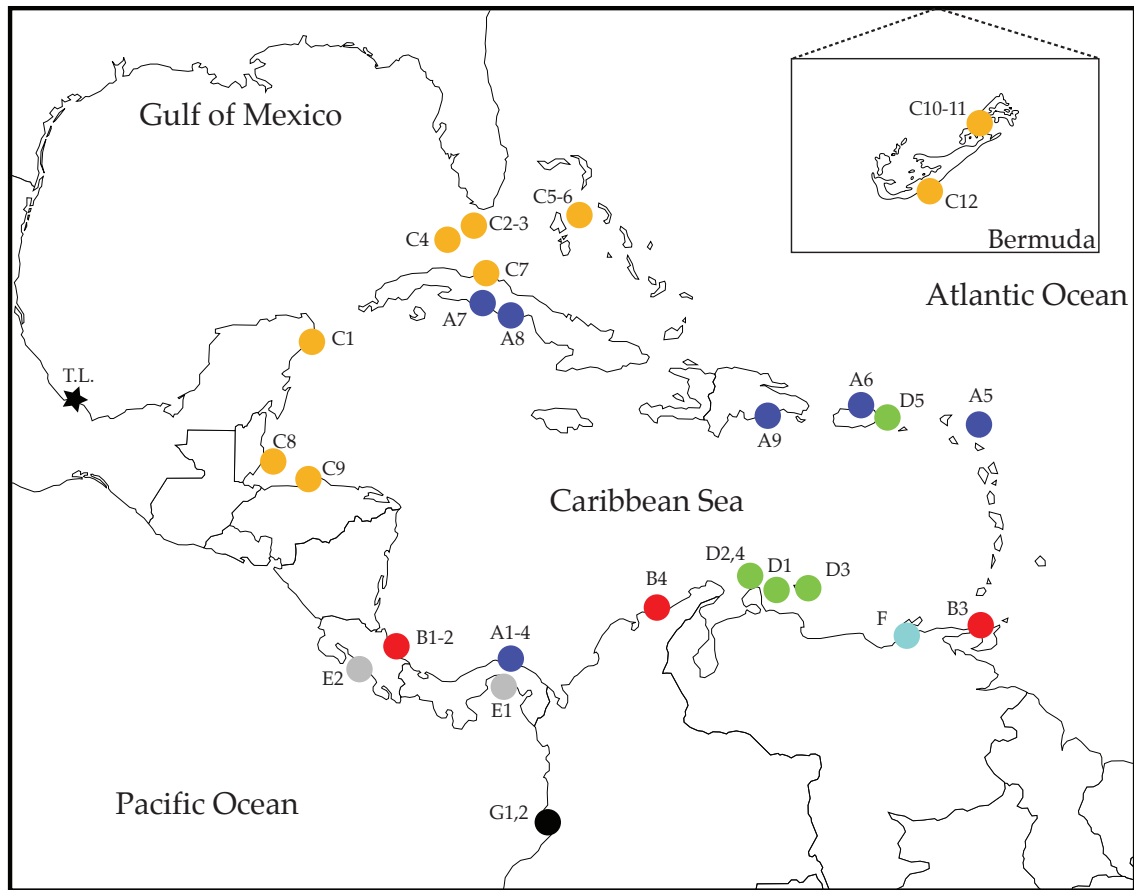 Gulf of Mexico
C10-11
C12
Bermuda
C5-6
C2-3
C4
C7
Atlantic Ocean
A7
A8
C1
T.L.
A6
D5
A5
A9
C8
C9
Caribbean Sea
D2,4
D1
D3
B4
F
B3
B1-2
A1-4
E2
E1
Pacific Ocean
G1,2